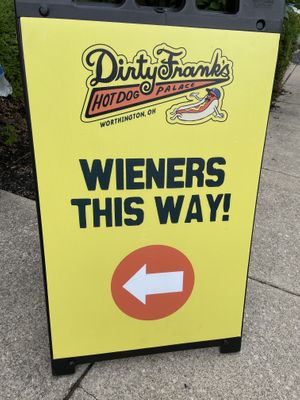 Dirty Frank's
HOT DOG PALACE
WORTHINGTON, OH
WIENERS
THIS WAY!